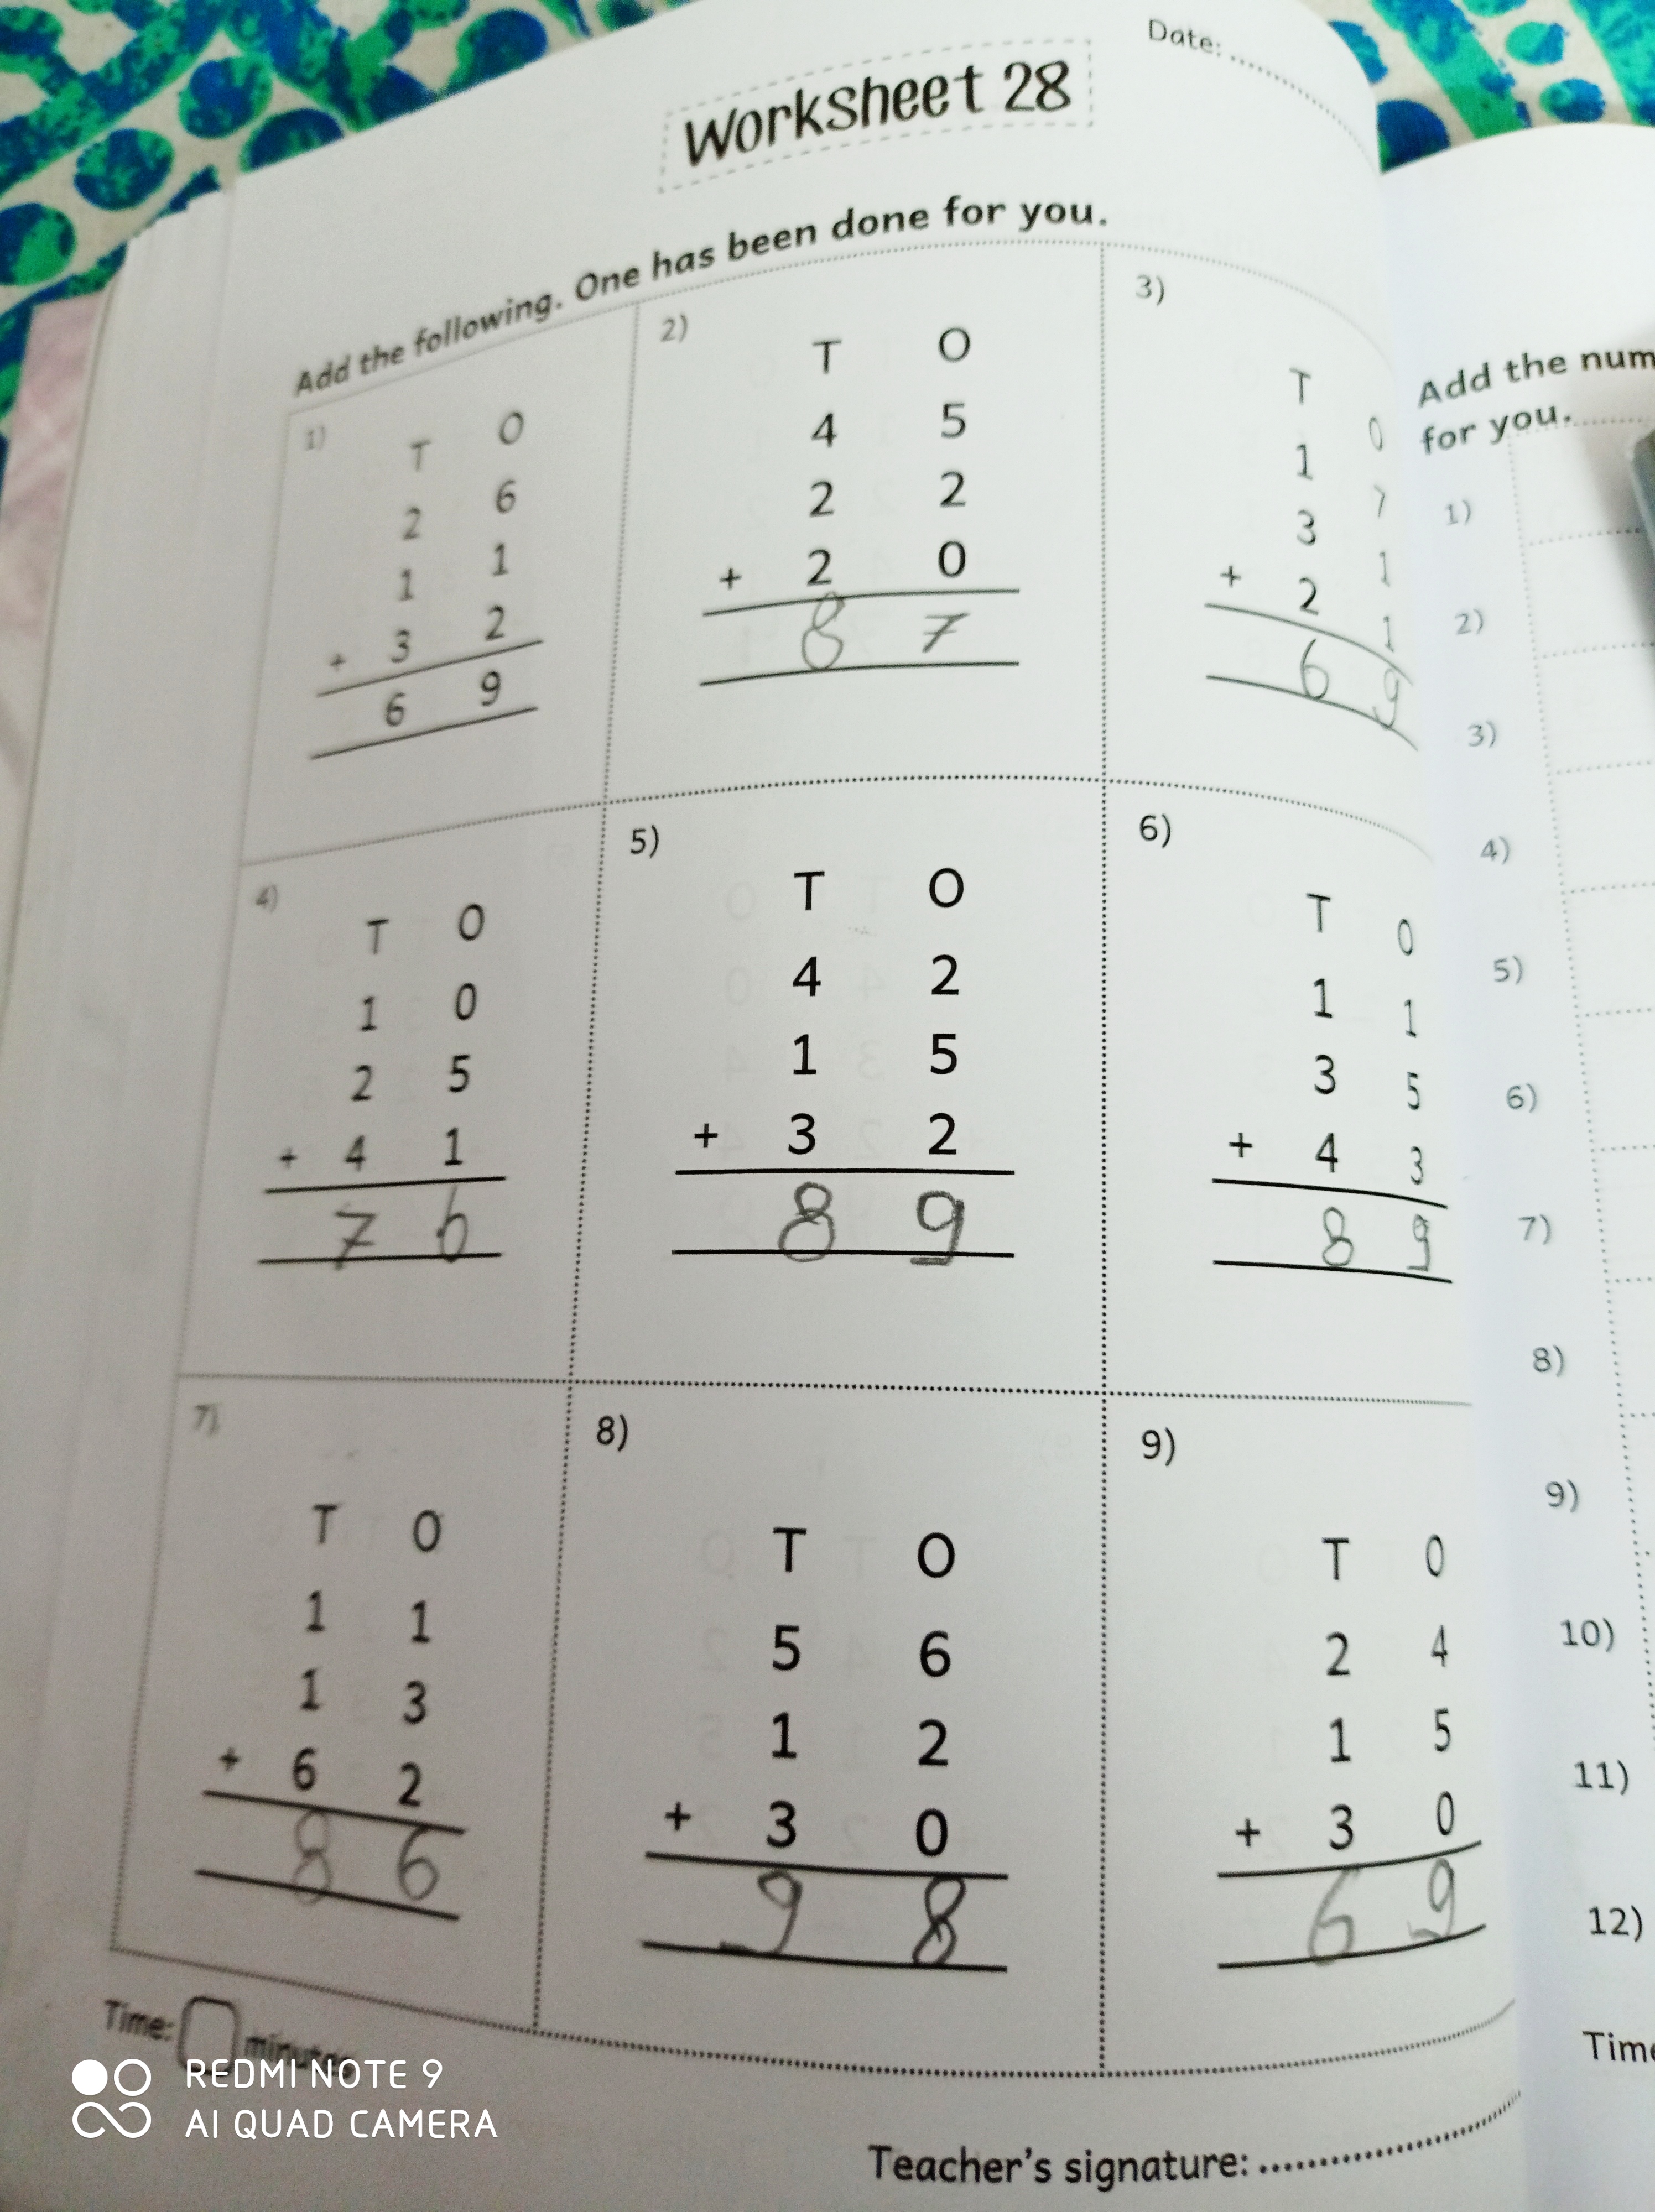 Date:..............
Worksheet 28
Add the following. One has been done for you.
1)
T O
2 6
1 1
+ 3 2
6 9
2)
T O
4 5
2 2
+ 2 0
8 7
3)
T O
1 7
3 1
+ 2 1
6 9
4)
T O
1 0
2 5
+ 4 1
7 6
5)
T O
4 2
1 5
+ 3 2
8 9
6)
T O
1 1
3 5
+ 4 3
8 9
7)
T O
1 1
1 3
+ 6 2
8 6
8)
T O
5 6
1 2
+ 3 0
9 8
9)
T O
2 4
1 5
+ 3 0
6 9
Time: minutes
Teacher's signature:..............................
Add the num
for you.
1)
2)
3)
4)
5)
6)
7)
8)
9)
10)
11)
12)
Time
REDMI NOTE 9
AI QUAD CAMERA